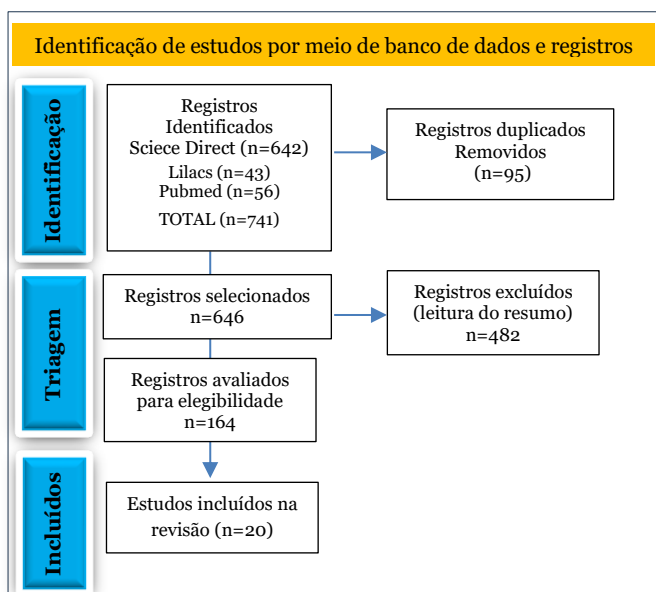 Identificação de estudos por meio de banco de dados e registros
Identificação
Registros
Identificados
Sciece Direct (n=642)
Lilacs (n=43)
Pubmed (n=56)
TOTAL (n=741)
Registros duplicados
Removidos
(n=95)
Triagem
Registros selecionados
n=646
Registros excluídos
(leitura do resumo)
n=482
Registros avaliados
para elegibilidade
n=164
Incluídos
Estudos incluídos na
revisão (n=20)